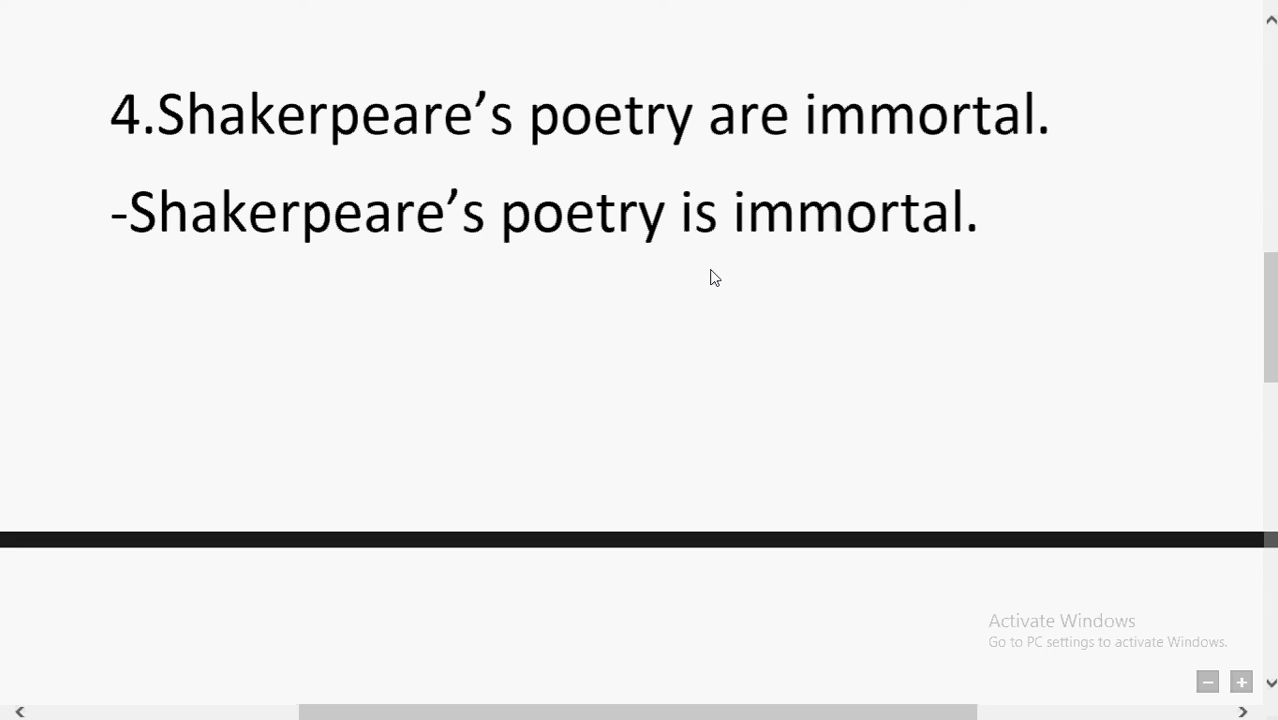 4.Shakerpeare’s poetry are immortal.
-Shakerpeare’s poetry is immortal.
Activate Windows
Go to PC settings to activate Windows.